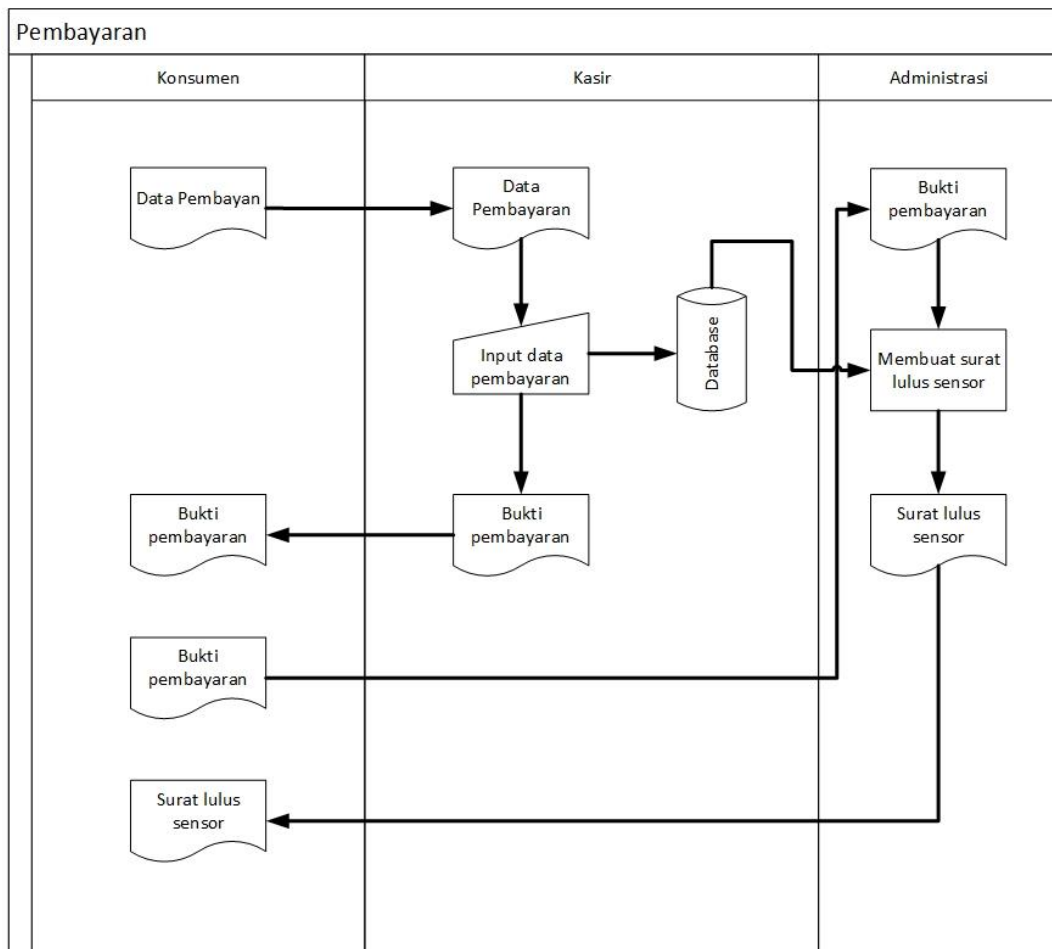 Pembayaran
Konsumen
Kasir
Administrasi
Data Pembayan
Data
Pembayaran
Bukti
pembayaran
Input data
pembayaran
Database
Membuat surat
lulus sensor
Bukti
pembayaran
Bukti
pembayaran
Surat lulus
sensor
Bukti
pembayaran
Surat lulus
sensor